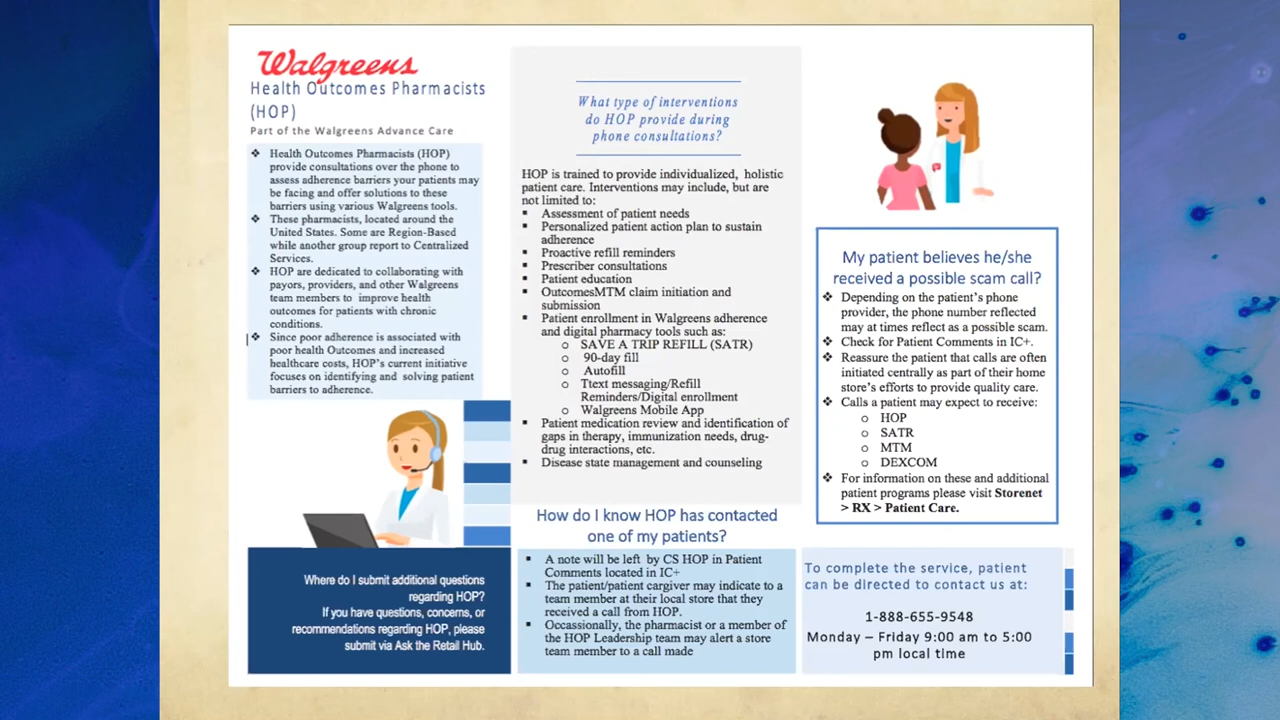 Walgreens
Health Outcomes Pharmacists
(HOP)
Part of the Walgreens Advance Care
❖ Health Outcomes Pharmacists (HOP)
provide consultations over the phone to
assess adherence barriers your patients may
be facing and offer solutions to these
barriers using various Walgreens tools.
❖ These pharmacists, located around the
United States. Some are Region-Based
while another group report to Centralized
Services.
❖ HOP are dedicated to collaborating with
payors, providers, and other Walgreens
team members to improve health
outcomes for patients with chronic
conditions.
❖ Since poor adherence is associated with
poor health Outcomes and increased
healthcare costs, HOP's current initiative
focuses on identifying and solving patient
barriers to adherence.
Where do I submit additional questions
regarding HOP?
If you have questions, concerns, or
recommendations regarding HOP, please
submit via Ask the Retail Hub.
What type of interventions
do HOP provide during
phone consultations?
HOP is trained to provide individualized, holistic
patient care. Interventions may include, but are
not limited to:
▪ Assessment of patient needs
▪ Personalized patient action plan to sustain
adherence
▪ Proactive refill reminders
▪ Prescriber consultations
▪ Patient education
▪ OutcomesMTM claim initiation and
submission
▪ Patient enrollment in Walgreens adherence
and digital pharmacy tools such as:
o SAVE A TRIP REFILL (SATR)
o 90-day fill
o Autofill
o Ttext messaging/Refill
Reminders/Digital enrollment
o Walgreens Mobile App
▪ Patient medication review and identification of
gaps in therapy, immunization needs, drug-
drug interactions, etc.
▪ Disease state management and counseling
How do I know HOP has contacted
one of my patients?
▪ A note will be left by CS HOP in Patient
Comments located in IC+
▪ The patient/patient cargiver may indicate to a
team member at their local store that they
received a call from HOP.
▪ Occassionally, the pharmacist or a member of
the HOP Leadership team may alert a store
team member to a call made
My patient believes he/she
received a possible scam call?
❖ Depending on the patient's phone
provider, the phone number reflected
may at times reflect as a possible scam.
❖ Check for Patient Comments in IC+.
❖ Reassure the patient that calls are often
initiated centrally as part of their home
store's efforts to provide quality care.
❖ Calls a patient may expect to receive:
o HOP
o SATR
o MTM
o DEXCOM
❖ For information on these and additional
patient programs please visit Storenet
> RX > Patient Care.
To complete the service, patient
can be directed to contact us at:
1-888-655-9548
Monday – Friday 9:00 am to 5:00
pm local time